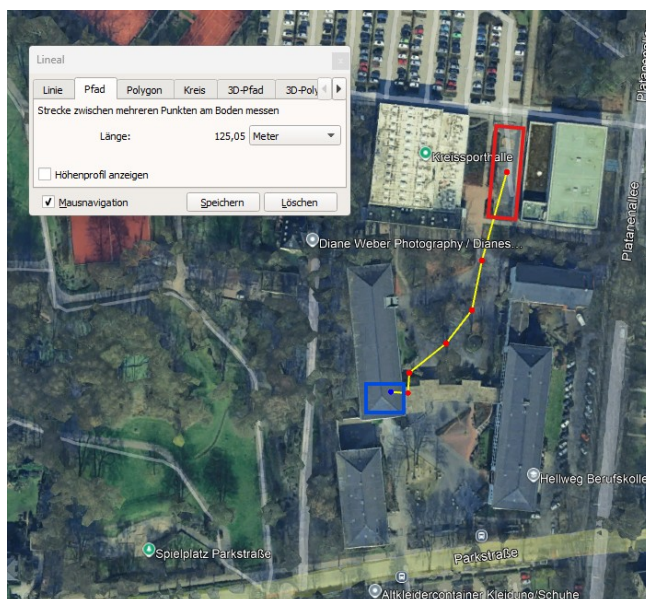 Lineal
Linie
Pfad
Polygon
Kreis
3D-Pfad
3D-Poly
Strecke zwischen mehreren Punkten am Boden messen
Länge:
125,05
Meter
Höhenprofil anzeigen
Mausnavigation
Speichern
Löschen
Kreissporthalle
Platanenallee
Platanenallee
Diane Weber Photography / Dianes...
Hellweg Berufskolle
Spielplatz Parkstraße
Parkstraße
Altkleidercontainer Kleidung/Schuhe